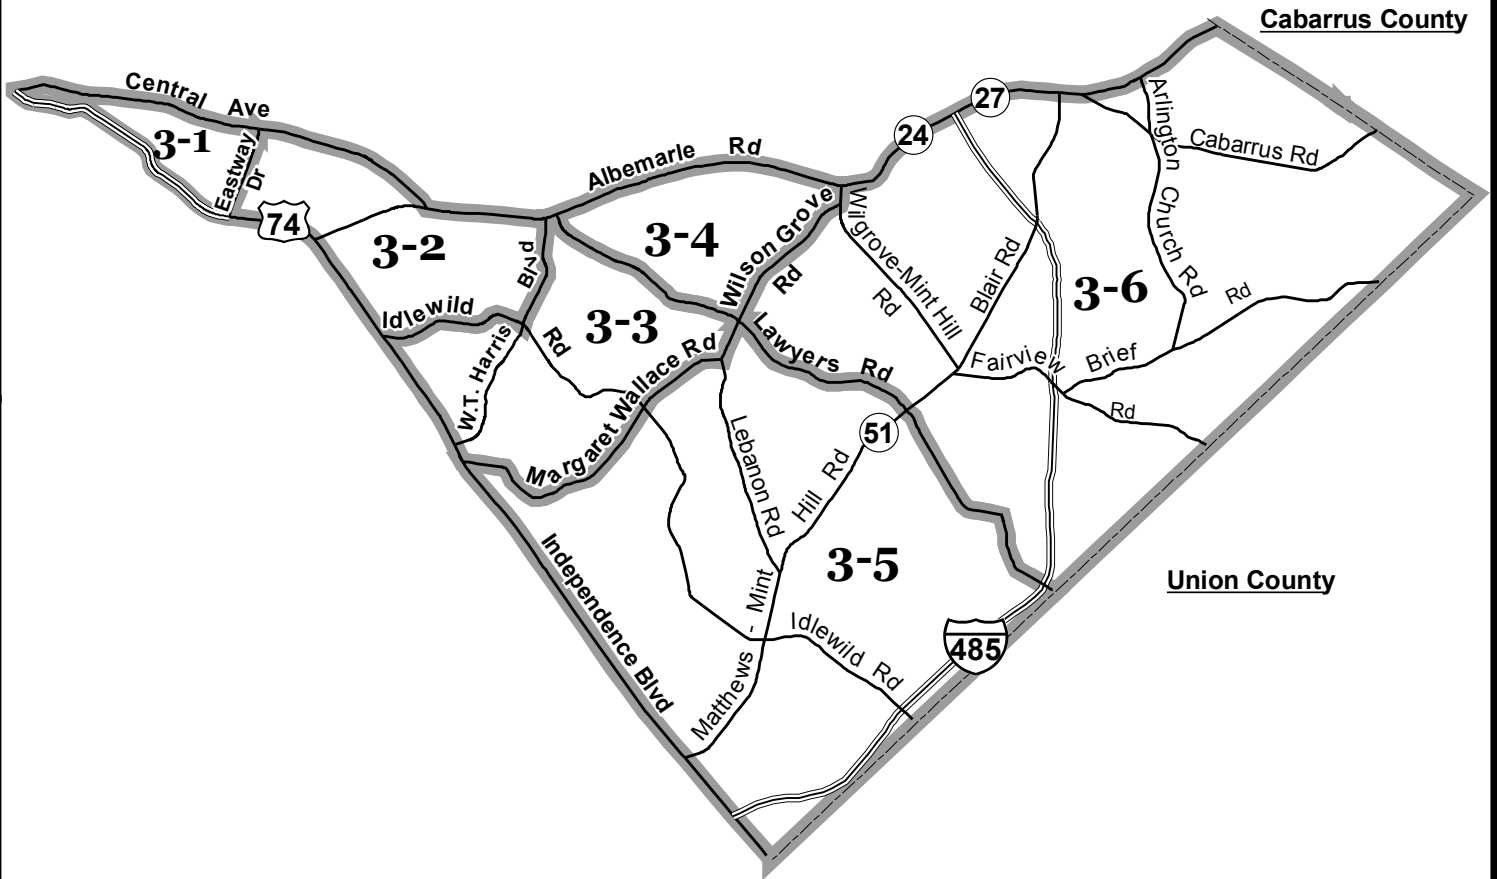 Cabarrus County
Central Ave
27
24
3-1
Eastway Dr
Albemarle Rd
Arlington Church Rd
Cabarrus Rd
74
3-2
3-4
Wilson Grove Rd
Wilgrove-Mint Hill Rd
Blair Rd
3-6
Blvd
Idlewild
Rd
W.T. Harris
3-3
Margaret Wallace Rd
Lawyers Rd
Fairview
Rd
Brief
Rd
51
Lebanon Rd
Hill Rd
3-5
Union County
Independence Blvd
Matthews - Mint
Idlewild Rd
485